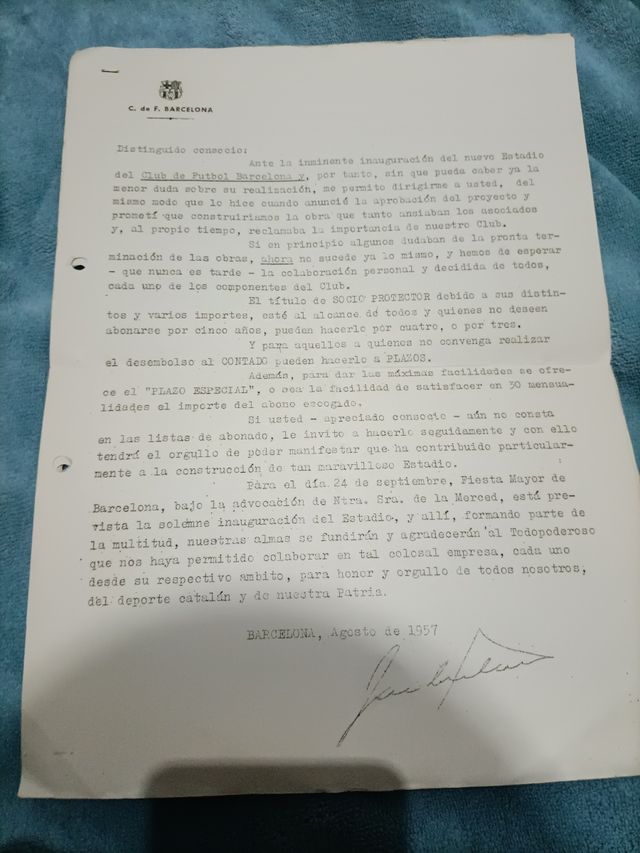 C. de F. BARCELONA
Distinguido consocio:
Ante la inminente inauguración del nuevo Estadio
del Club de Futbol Barcelona y, por tanto, sin que pueda caber ya la
menor duda sobre su realización, me permito dirigirme a usted, del
mismo modo que lo hice cuando anunció la aprobación del proyecto y
prometí que construiriamos la obra que tanto ansiaban los asociados
y, al propio tiempo, reclamaba la importancia de nuestro Club.
Si en principio algunos dudaban de la pronta ter-
minación de las obras, ahora no sucede ya lo mismo, y hemos de esperar
- que nunca es tarde - la colaboración personal y decidida de todos,
cada uno de los componentes del Club.
El título de SOCIO PROTECTOR debido a sus distin-
tos y varios importes, esté al alcance de todos y quienes no deseen
abonarse por cinco años, pueden hacerlo por cuatro, o por tres.
Y para aquellos a quienes no convenga realizar
el desembolso al CONTADO pueden hacerlo a PLAZOS.
Además, para dar las máximas facilidades se ofre-
ce el "PLAZO ESPECIAL", o sea la facilidad de satisfacer en 30 mensua-
lidades el importe del abono escogido.
Si usted - apreciado consocio - aún no consta
en las listas de abonado, le invito a hacerlo seguidamente y con ello
tendrá el orgullo de poder manifestar que ha contribuido particular-
mente a la construcción de tan maravilloso Estadio.
Para el día 24 de septiembre, Fiesta Mayor de
Barcelona, bajo la advocación de Ntra. Sra. de la Merced, está pre-
vista la solemne inauguración del Estadio, y allí, formando parte de
la multitud, nuestras almas se fundirán y agradecerán al Todopoderoso
que nos haya permitido colaborar en tal colosal empresa, cada uno
desde su respectivo ambito, para honor y orgullo de todos nosotros,
del deporte catalán y de nuestra Patria.
BARCELONA, Agosto de 1957